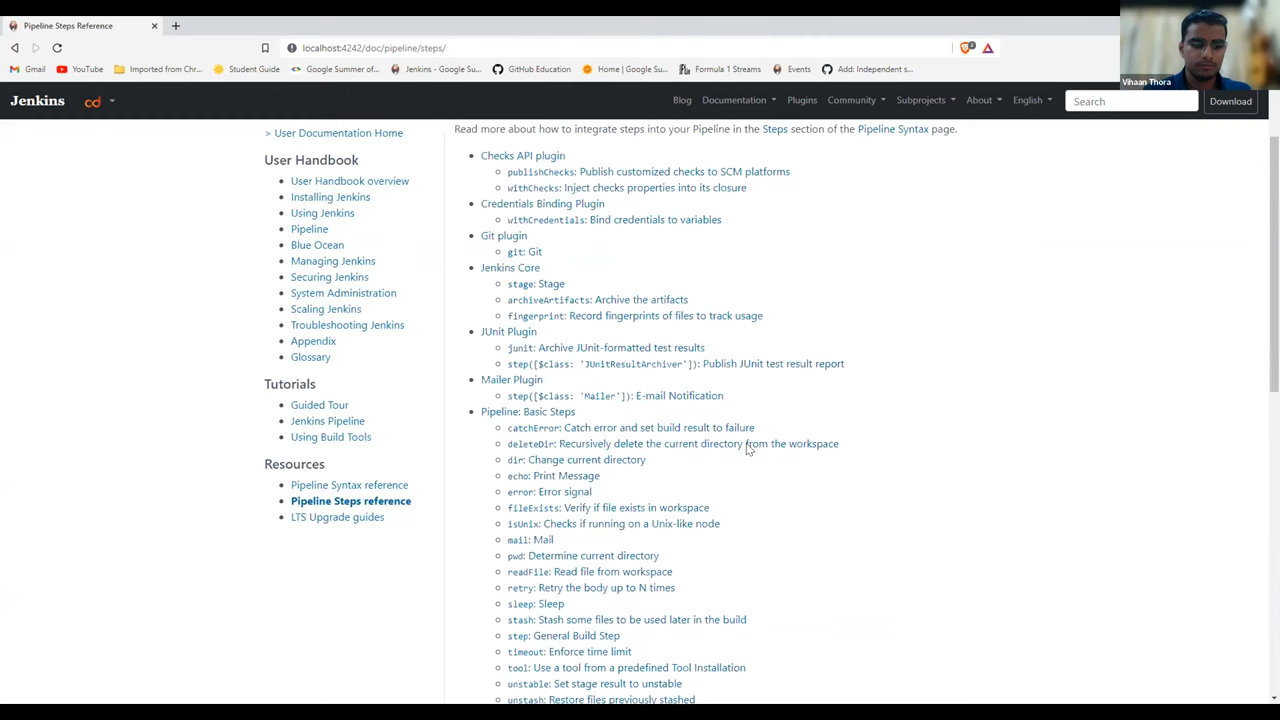 Pipeline Steps Reference
localhost:4242/doc/pipeline/steps/
Gmail YouTube Imported from Chr... Student Guide Google Summer of... Jenkins - Google Su... GitHub Education Home | Google Su... Formula 1 Streams Events Add: Independent s...
Vihaan Thora
Jenkins cd Blog Documentation Plugins Community Subprojects About English Search Download
> User Documentation Home
User Handbook
User Handbook overview
Installing Jenkins
Using Jenkins
Pipeline
Blue Ocean
Managing Jenkins
Securing Jenkins
System Administration
Scaling Jenkins
Troubleshooting Jenkins
Appendix
Glossary
Tutorials
Guided Tour
Jenkins Pipeline
Using Build Tools
Resources
Pipeline Syntax reference
Pipeline Steps reference
LTS Upgrade guides
Read more about how to integrate steps into your Pipeline in the Steps section of the Pipeline Syntax page.
Checks API plugin
publishChecks: Publish customized checks to SCM platforms
withChecks: Inject checks properties into its closure
Credentials Binding Plugin
withCredentials: Bind credentials to variables
Git plugin
git: Git
Jenkins Core
stage: Stage
archiveArtifacts: Archive the artifacts
fingerprint: Record fingerprints of files to track usage
JUnit Plugin
junit: Archive JUnit-formatted test results
step([$class: 'JUnitResultArchiver']): Publish JUnit test result report
Mailer Plugin
step([$class: 'Mailer']): E-mail Notification
Pipeline: Basic Steps
catchError: Catch error and set build result to failure
deleteDir: Recursively delete the current directory from the workspace
dir: Change current directory
echo: Print Message
error: Error signal
fileExists: Verify if file exists in workspace
isUnix: Checks if running on a Unix-like node
mail: Mail
pwd: Determine current directory
readFile: Read file from workspace
retry: Retry the body up to N times
sleep: Sleep
stash: Stash some files to be used later in the build
step: General Build Step
timeout: Enforce time limit
tool: Use a tool from a predefined Tool Installation
unstable: Set stage result to unstable
unstash: Restore files previously stashed